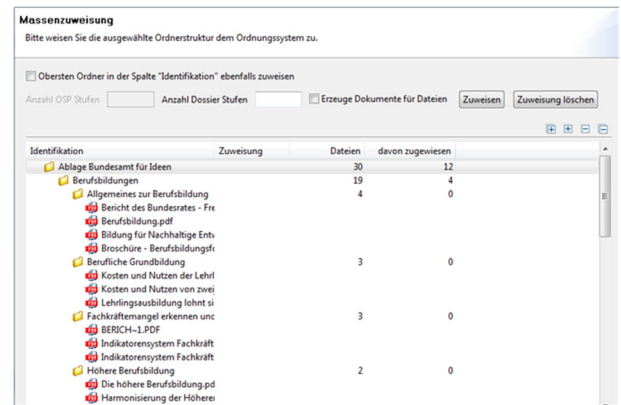 Massenzuweisung
Bitte weisen Sie die ausgewählte Ordnerstruktur dem Ordnungssystem zu.
Obersten Ordner in der Spalte "Identifikation" ebenfalls zuweisen
Anzahl OSP Stufen Anzahl Dossier Stufen Erzeuge Dokumente für Dateien Zuweisen Zuweisung löschen
Identifikation Zuweisung Dateien davon zugewiesen
Ablage Bundesamt für Ideen 30 12
Berufsbildungen 19 4
Allgemeines zur Berufsbildung 4 0
Bericht des Bundesrates - Fre
Berufsbildung.pdf
Bildung für Nachhaltige Entw
Broschüre - Berufsbildungsfo
Berufliche Grundbildung 3 0
Kosten und Nutzen der Lehrl
Kosten und Nutzen von zwei
Lehrlingsausbildung lohnt si
Fachkräftemangel erkennen und 3 0
BERICH~1.PDF
Indikatorensystem Fachkräft
Indikatorensystem Fachkräft
Höhere Berufsbildung 2 0
Die höhere Berufsbildung.pd
Harmonisierung der Höheren